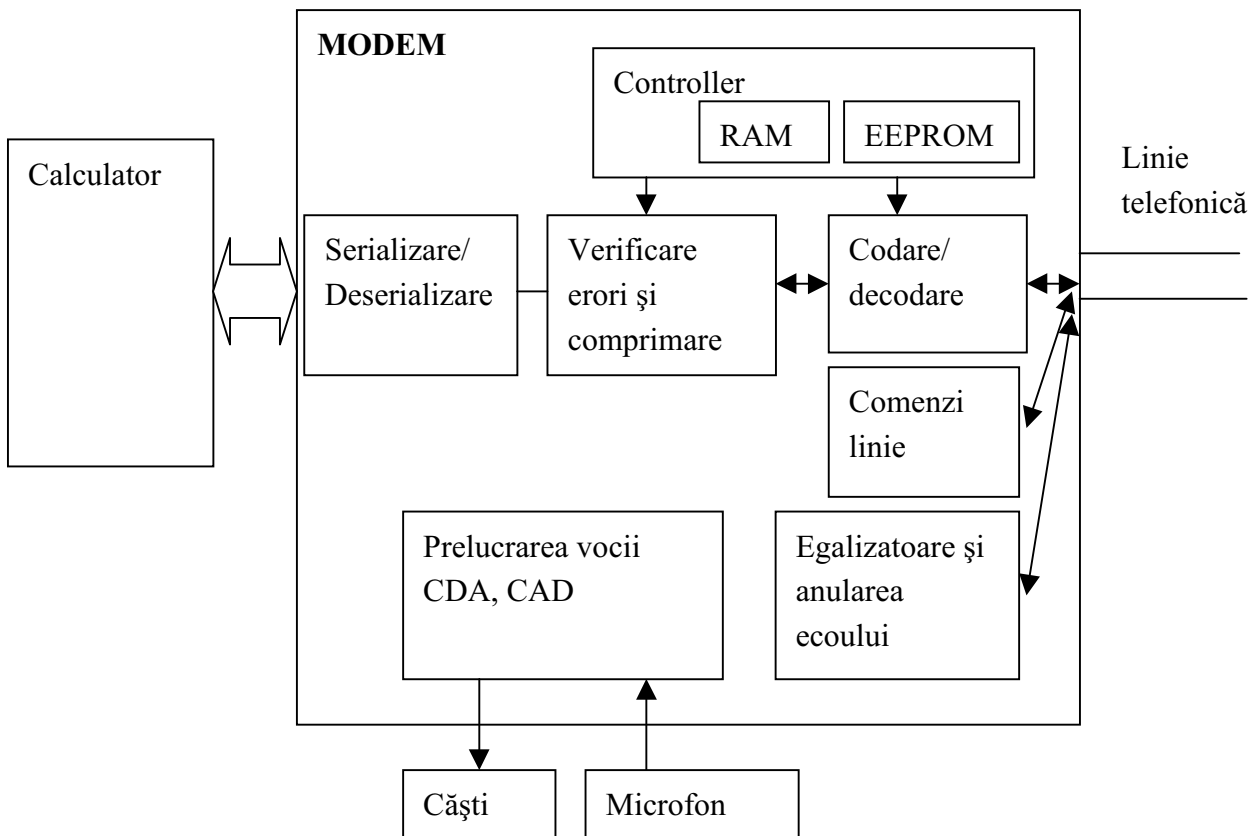 MODEM
Controller
RAM
EEPROM
Calculator
Linie
telefonică
Serializare/
Deserializare
Verificare
erori şi
comprimare
Codare/
decodare
Comenzi
linie
Prelucrarea vocii
CDA, CAD
Egalizatoare şi
anularea
ecoului
Căşti
Microfon